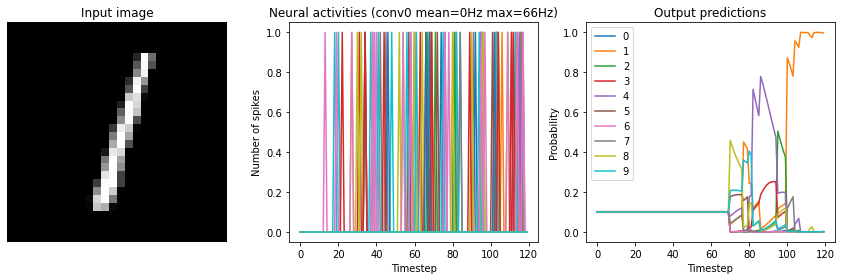 Input image
Neural activities (conv0 mean=0Hz max=66Hz)
Output predictions
Number of spikes
1.0
0.8
0.6
0.4
0.2
0.0
0 20 40 60 80 100 120
Timestep
Probability
1.0
0.8
0.6
0.4
0.2
0.0
0
1
2
3
4
5
6
7
8
9
0 20 40 60 80 100 120
Timestep